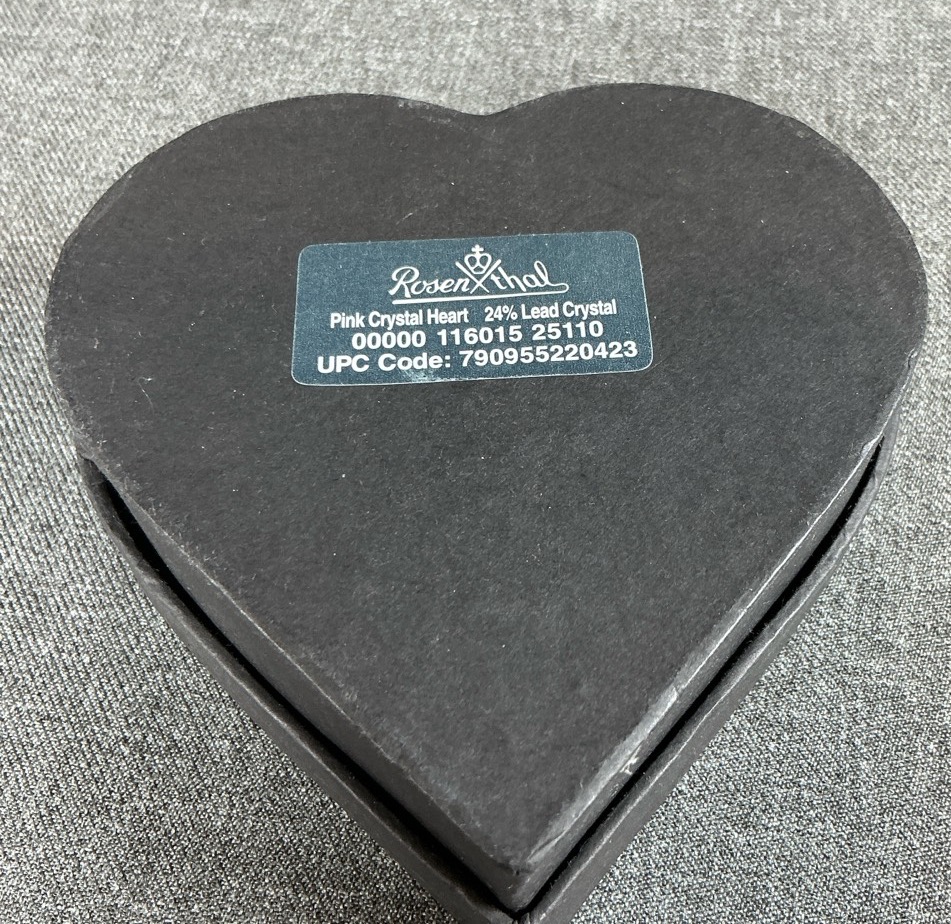 Rosenthal
Pink Crystal Heart 24% Lead Crystal
00000 116015 25110
UPC Code: 790955220423